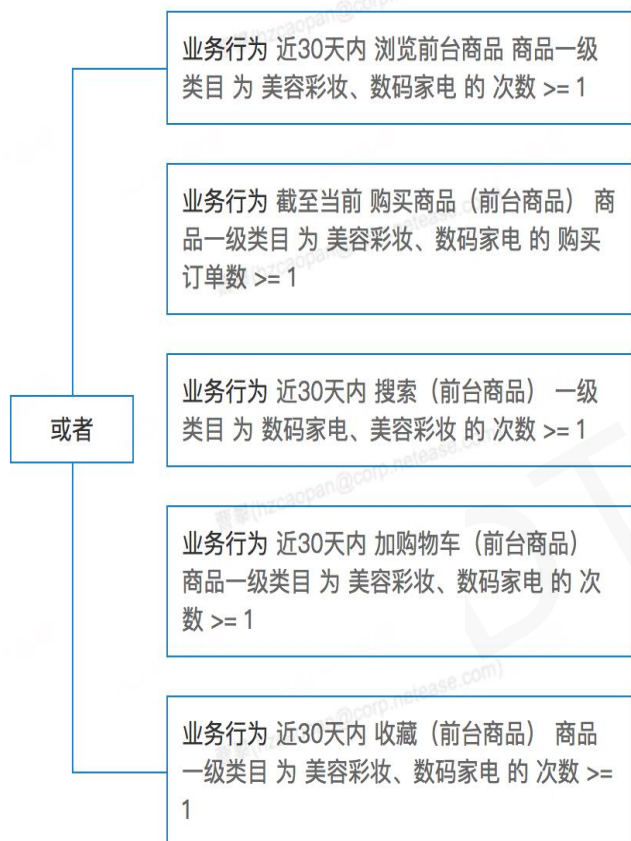 业务行为 近30天内 浏览前台商品 商品一级
类目 为 美容彩妆、数码家电 的 次数 >= 1
业务行为 截至当前 购买商品（前台商品） 商
品一级类目 为 美容彩妆、数码家电 的 购买
订单数 >= 1
或者
业务行为 近30天内 搜索（前台商品） 一级
类目 为 数码家电、美容彩妆 的 次数 >= 1
业务行为 近30天内 加购物车（前台商品）
商品一级类目 为 美容彩妆、数码家电 的 次
数 >= 1
业务行为 近30天内 收藏（前台商品） 商品
一级类目 为 美容彩妆、数码家电 的 次数 >=
1
(hzcaopan@corp.netease.com)